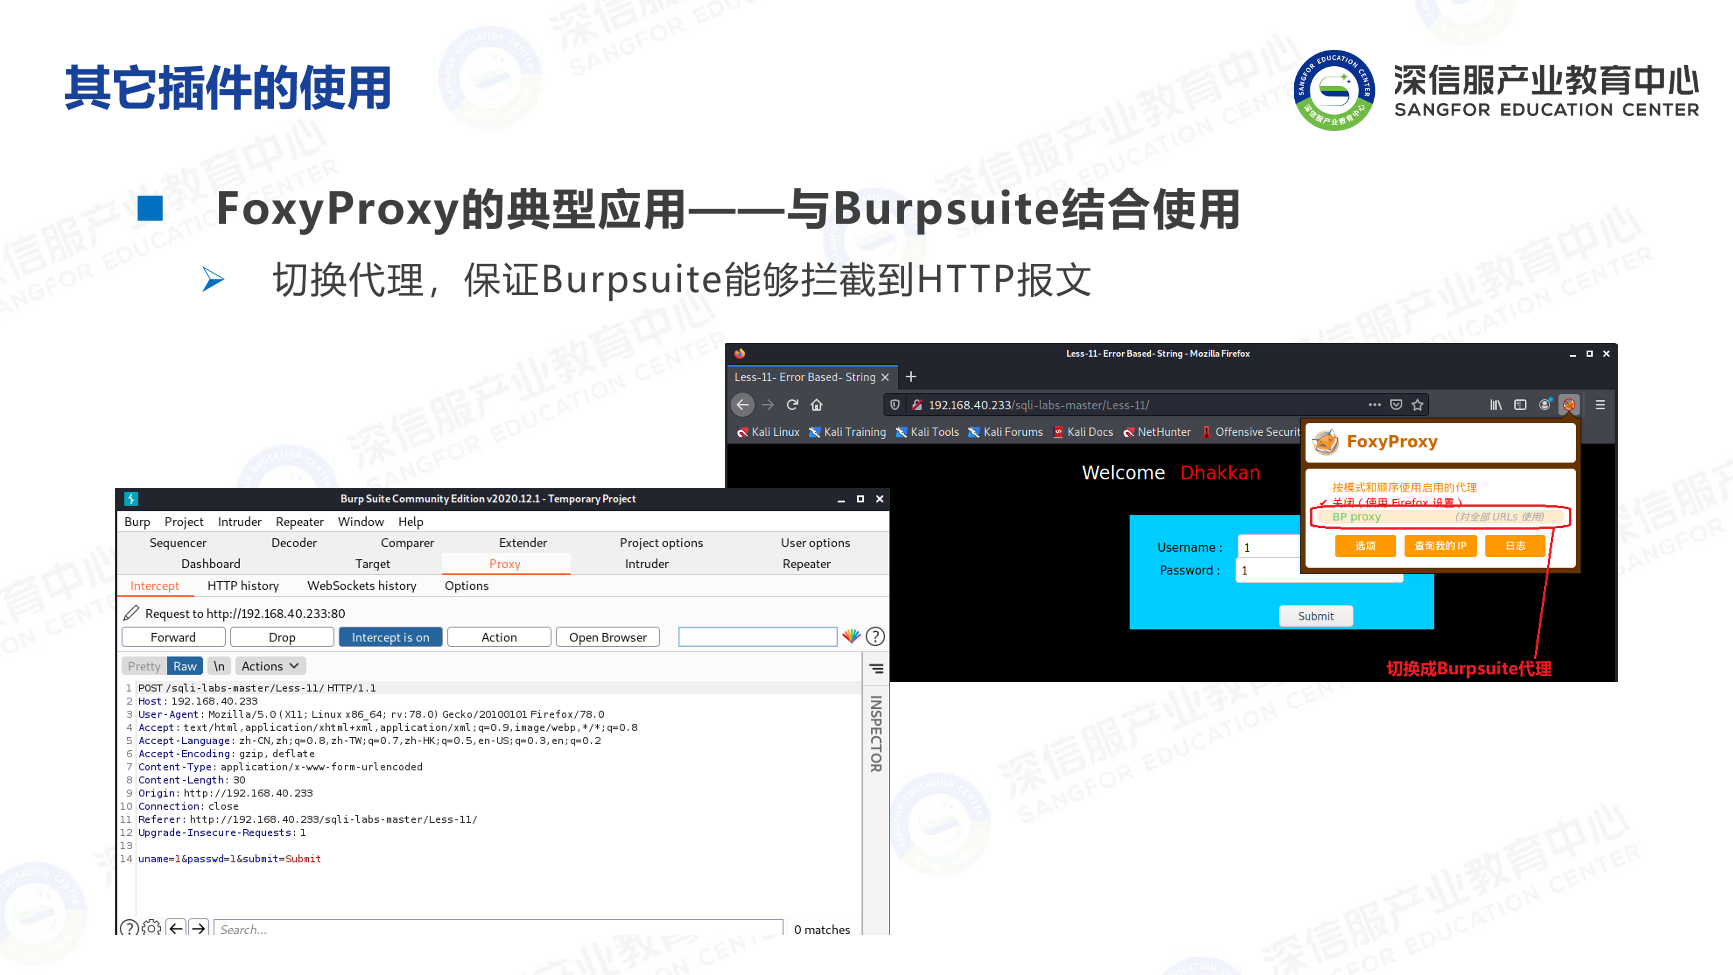 其它插件的使用
深信服产业教育中心
SANGFOR EDUCATION CENTER
FoxyProxy的典型应用——与Burpsuite结合使用
切换代理，保证Burpsuite能够拦截到HTTP报文
Less-11- Error Based- String - Mozilla Firefox
Less-11- Error Based- String
192.168.40.233/sqli-labs-master/Less-11/
Kali Linux Kali Training Kali Tools Kali Forums Kali Docs NetHunter Offensive Securit
FoxyProxy
按模式和顺序使用启用的代理
关闭 ( 使用 Firefox 设置 )
BP proxy (对全部 URLs 使用)
选项 查询我的 IP 日志
Welcome Dhakkan
Username : 1
Password : 1
Submit
切换成Burpsuite代理
Burp Suite Community Edition v2020.12.1 - Temporary Project
Burp Project Intruder Repeater Window Help
Sequencer Decoder Comparer Extender Project options User options
Dashboard Target Proxy Intruder Repeater
Intercept HTTP history WebSockets history Options
Request to http://192.168.40.233:80
Forward Drop Intercept is on Action Open Browser
Pretty Raw \n Actions
INSPECTOR
1 POST /sqli-labs-master/Less-11/ HTTP/1.1
2 Host: 192.168.40.233
3 User-Agent: Mozilla/5.0 (X11; Linux x86_64; rv:78.0) Gecko/20100101 Firefox/78.0
4 Accept: text/html,application/xhtml+xml,application/xml;q=0.9,image/webp,*/*;q=0.8
5 Accept-Language: zh-CN,zh;q=0.8,zh-TW;q=0.7,zh-HK;q=0.5,en-US;q=0.3,en;q=0.2
6 Accept-Encoding: gzip, deflate
7 Content-Type: application/x-www-form-urlencoded
8 Content-Length: 30
9 Origin: http://192.168.40.233
10 Connection: close
11 Referer: http://192.168.40.233/sqli-labs-master/Less-11/
12 Upgrade-Insecure-Requests: 1
13
14 uname=1&passwd=1&submit=Submit
Search... 0 matches